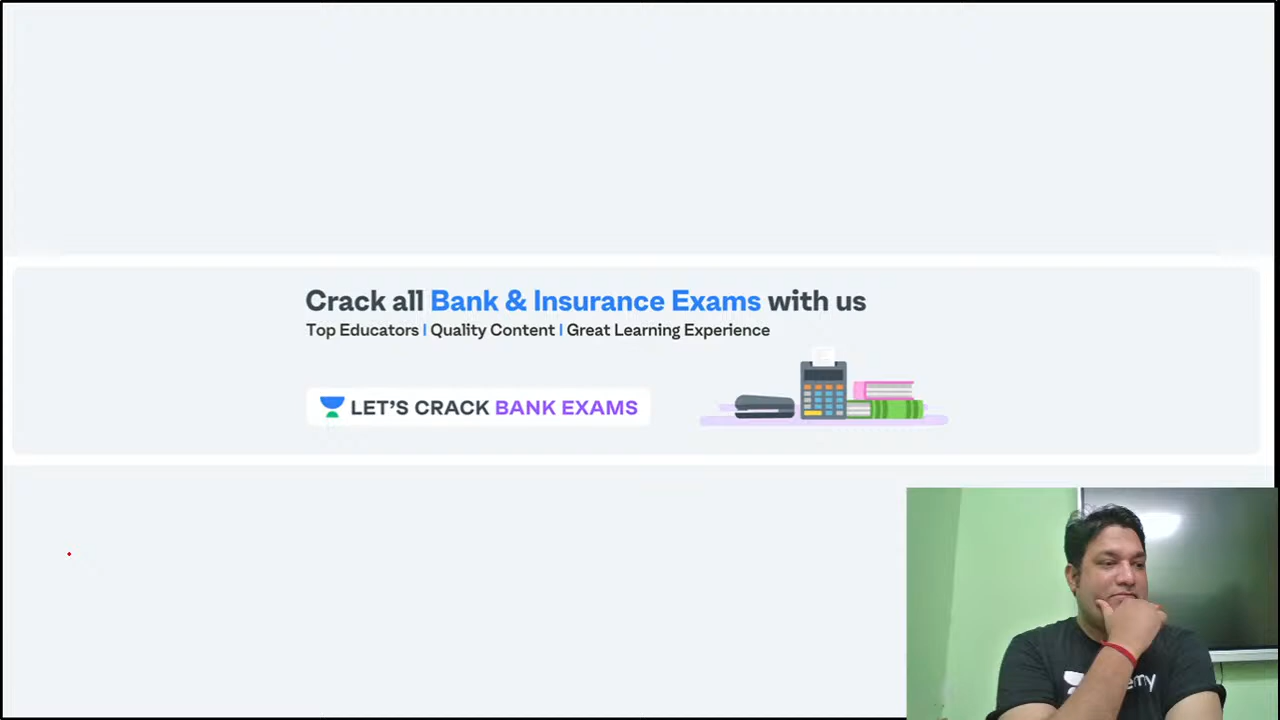 Crack all Bank & Insurance Exams with us
Top Educators | Quality Content | Great Learning Experience
LET'S CRACK BANK EXAMS